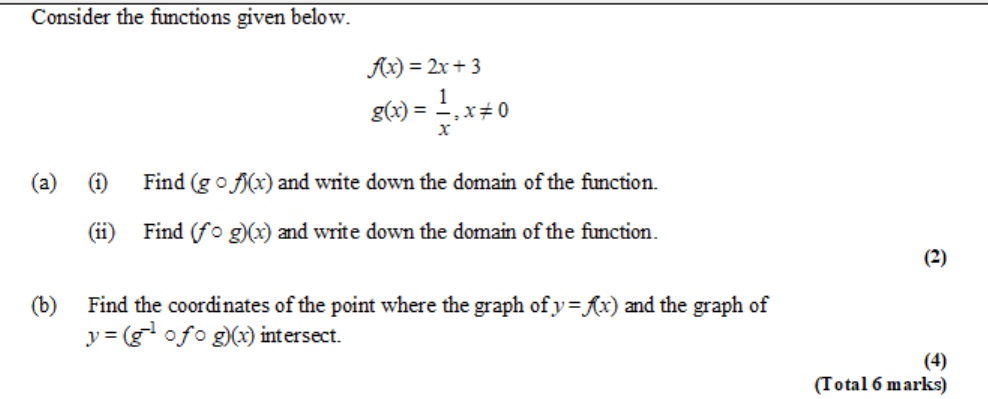 Consider the functions given below.
f(x) = 2x + 3
g(x) = 1/x, x ≠ 0
(a) (i) Find (g ○ f)(x) and write down the domain of the function.
(ii) Find (f ○ g)(x) and write down the domain of the function.
(2)
(b) Find the coordinates of the point where the graph of y = f(x) and the graph of
y = (g⁻¹ ○ f ○ g)(x) intersect.
(4)
(Total 6 marks)